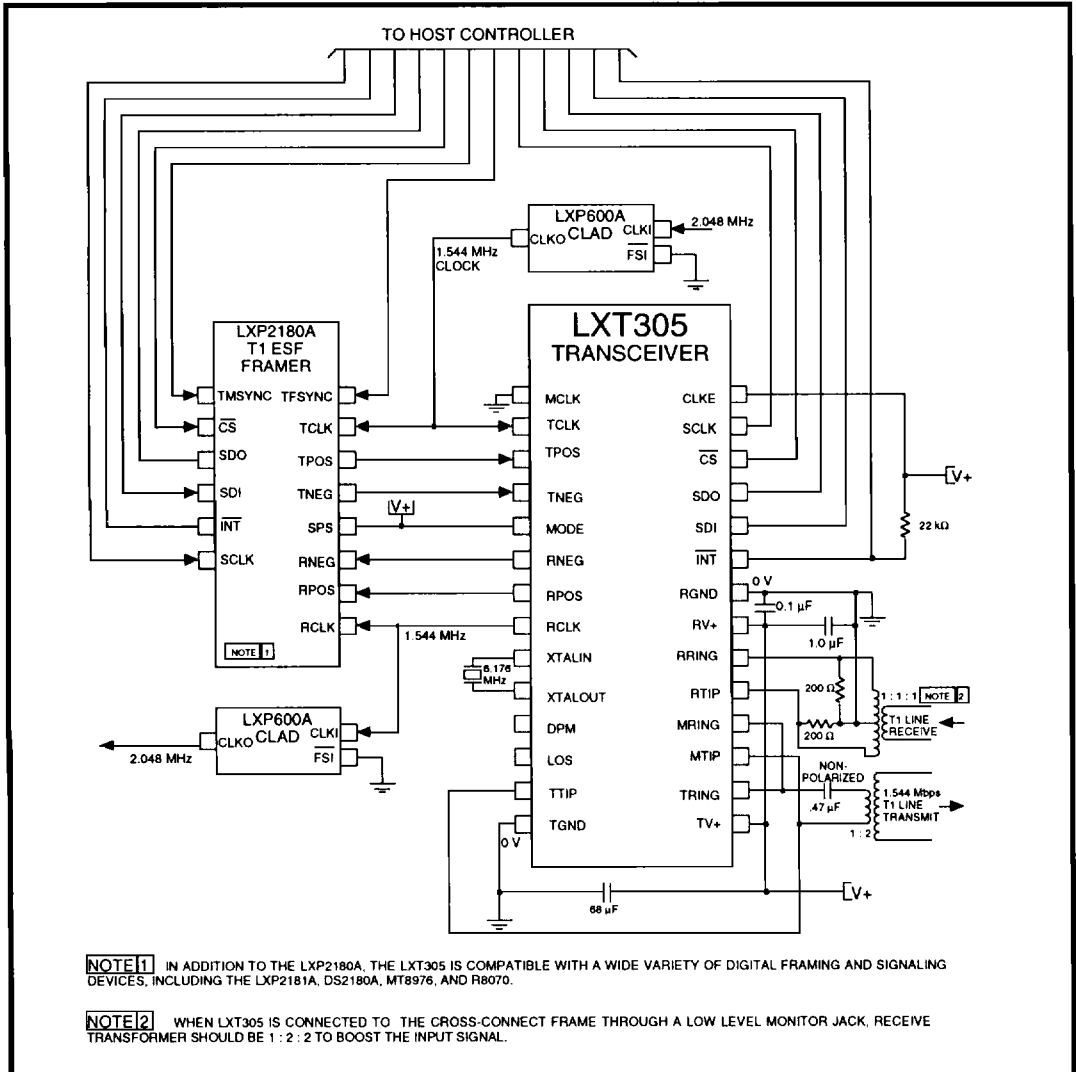 TO HOST CONTROLLER
LXP600A
CLAD
CLKO
CLKI
FSI
2.048 MHz
1.544 MHz
CLOCK
LXP2180A
T1 ESF
FRAMER
TMSYNC
TFSYNC
CS
TCLK
SDO
TPOS
SDI
TNEG
INT
SPS
SCLK
RNEG
RPOS
RCLK
NOTE 1
V+
1.544 MHz
LXT305
TRANSCEIVER
MCLK
CLKE
TCLK
SCLK
TPOS
CS
TNEG
SDO
MODE
SDI
RNEG
INT
RPOS
RGND
RCLK
RV+
XTALIN
RRING
XTALOUT
RTIP
DPM
MRING
LOS
MTIP
TTIP
TRING
TGND
TV+
V+
22 kΩ
0 V
0.1 µF
1.0 µF
6.176
MHz
200 Ω
200 Ω
1 : 1 : 1 NOTE 2
T1 LINE
RECEIVE
NON-
POLARIZED
.47 µF
1.544 Mbps
T1 LINE
TRANSMIT
1 : 2
LXP600A
CLAD
CLKO
CLKI
FSI
2.048 MHz
0 V
68 µF
V+
NOTE 1 IN ADDITION TO THE LXP2180A, THE LXT305 IS COMPATIBLE WITH A WIDE VARIETY OF DIGITAL FRAMING AND SIGNALING
DEVICES, INCLUDING THE LXP2181A, DS2180A, MT8976, AND R8070.
NOTE 2 WHEN LXT305 IS CONNECTED TO THE CROSS-CONNECT FRAME THROUGH A LOW LEVEL MONITOR JACK, RECEIVE
TRANSFORMER SHOULD BE 1 : 2 : 2 TO BOOST THE INPUT SIGNAL.